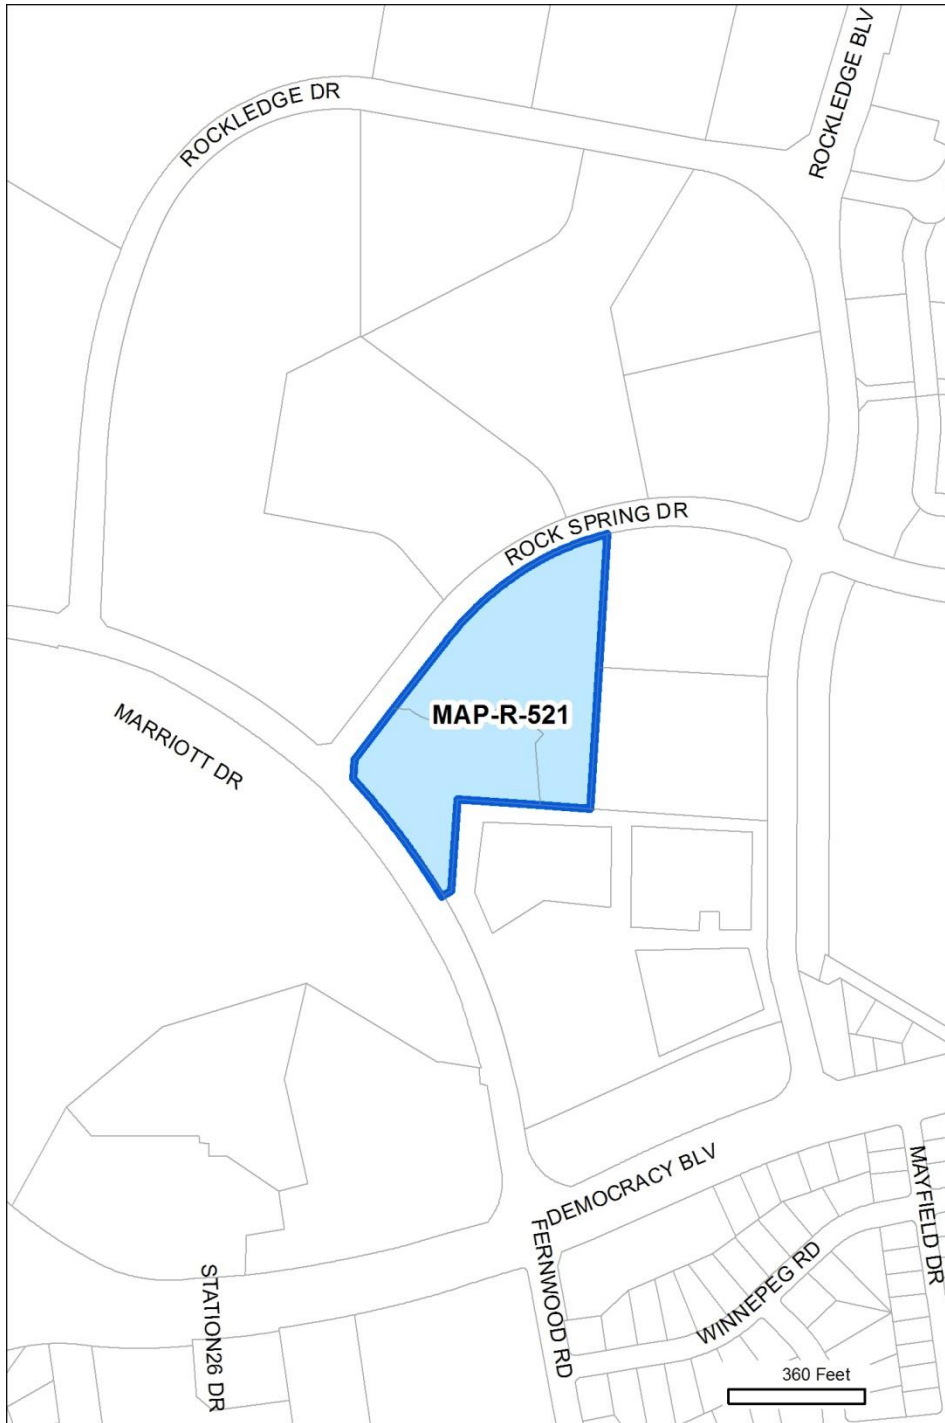 ROCKLEDGE BLV
ROCKLEDGE DR
ROCK SPRING DR
MAP-R-521
MARRIOTT DR
DEMOCRACY BLV
MAYFIELD DR
FERNWOOD RD
WINNEPEG RD
STATION26 DR
360 Feet